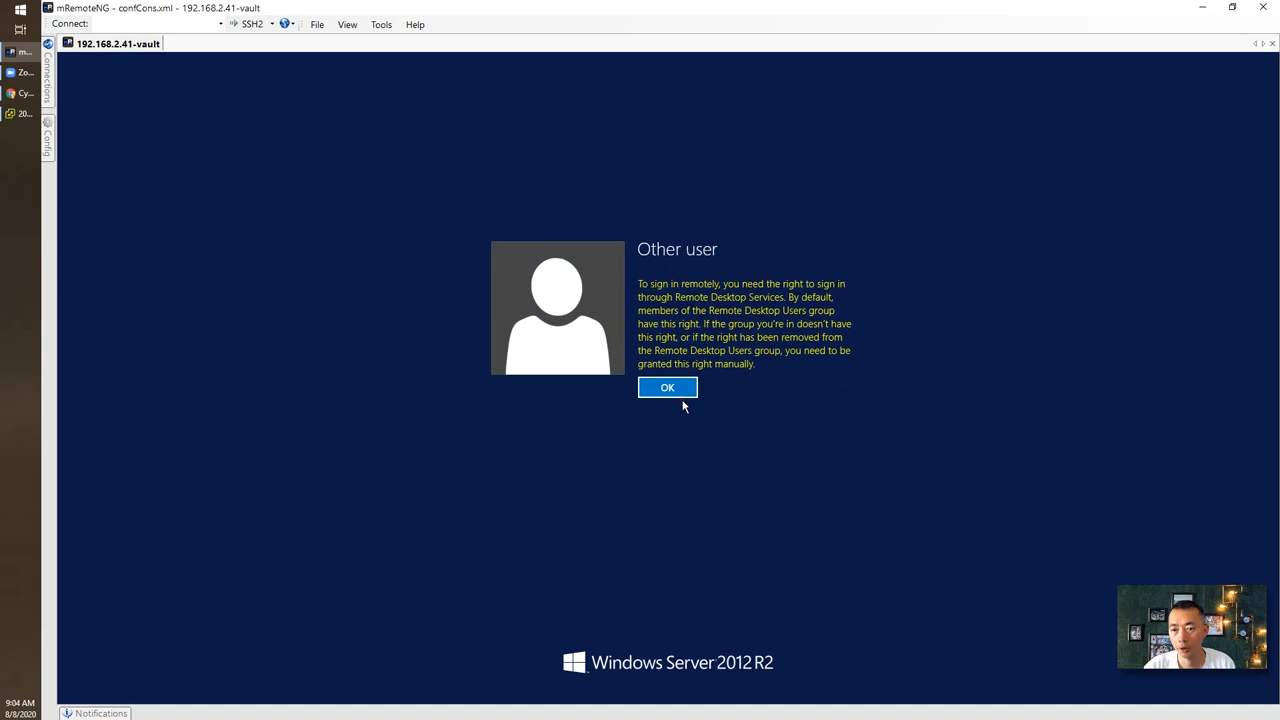 mRemoteNG - confCons.xml - 192.168.2.41-vault
Connect:
SSH2
File
View
Tools
Help
192.168.2.41-vault
m...
Zo...
Cy...
20...
Connections
Config
Other user
To sign in remotely, you need the right to sign in
through Remote Desktop Services. By default,
members of the Remote Desktop Users group
have this right. If the group you're in doesn't have
this right, or if the right has been removed from
the Remote Desktop Users group, you need to be
granted this right manually.
OK
Windows Server 2012 R2
9:04 AM
8/8/2020
Notifications